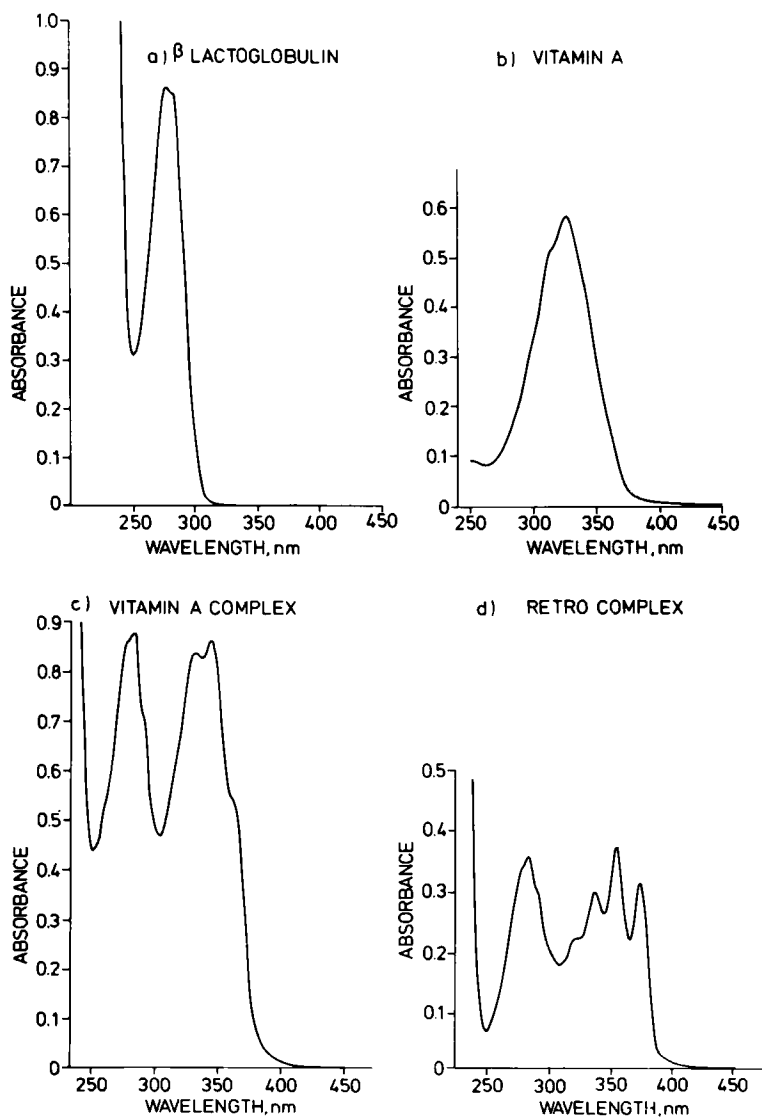 a) β LACTOGLOBULIN
1.0
0.9
0.8
0.7
0.6
0.5
0.4
0.3
0.2
0.1
0
ABSORBANCE
250 300 350 400 450
WAVELENGTH, nm
b) VITAMIN A
0.6
0.5
0.4
0.3
0.2
0.1
0
ABSORBANCE
250 300 350 400 450
WAVELENGTH, nm
c) VITAMIN A COMPLEX
0.9
0.8
0.7
0.6
0.5
0.4
0.3
0.2
0.1
0
ABSORBANCE
250 300 350 400
WAVELENGTH, nm
d) RETRO COMPLEX
0.5
0.4
0.3
0.2
0.1
0
ABSORBANCE
250 300 350 400 450
WAVELENGTH, nm